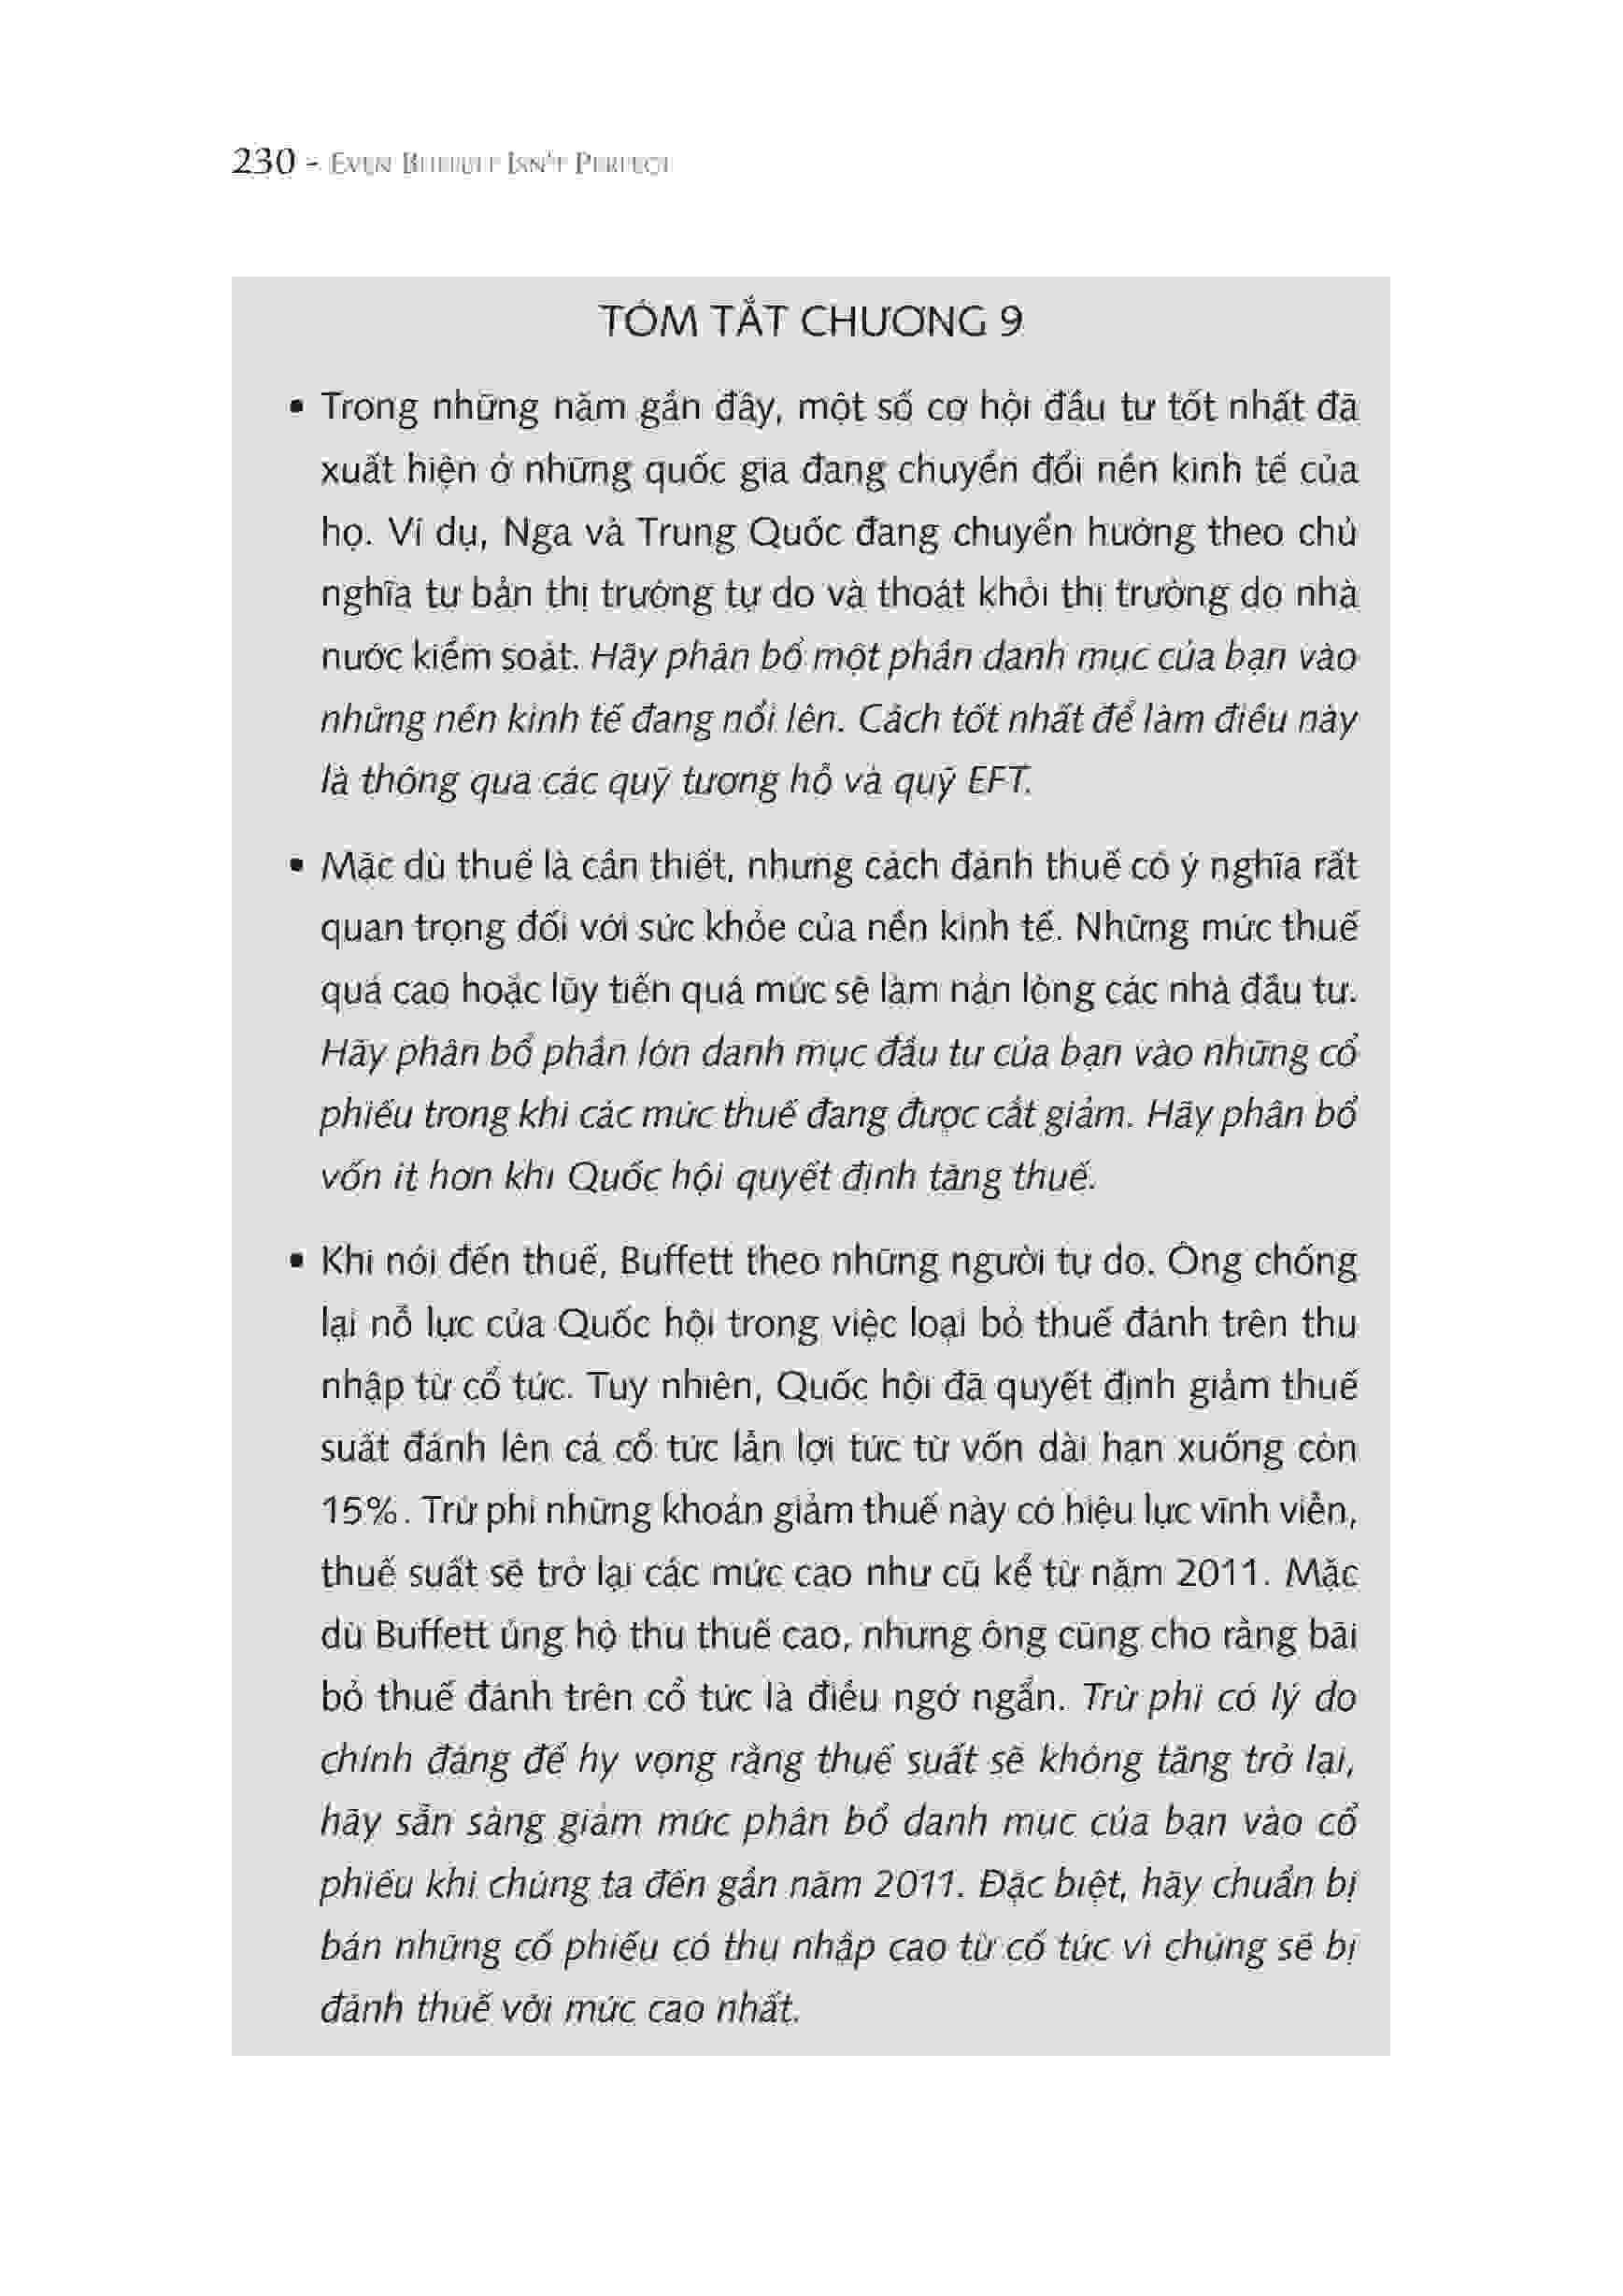 230 - EVEN BUFFETT ISN'T PERFECT
TÓM TẮT CHƯƠNG 9
• Trong những năm gần đây, một số cơ hội đầu tư tốt nhất đã
xuất hiện ở những quốc gia đang chuyển đổi nền kinh tế của
họ. Ví dụ, Nga và Trung Quốc đang chuyển hướng theo chủ
nghĩa tư bản thị trường tự do và thoát khỏi thị trường do nhà
nước kiểm soát. Hãy phân bổ một phần danh mục của bạn vào
những nền kinh tế đang nổi lên. Cách tốt nhất để làm điều này
là thông qua các quỹ tương hỗ và quỹ EFT.
• Mặc dù thuế là cần thiết, nhưng cách đánh thuế có ý nghĩa rất
quan trọng đối với sức khỏe của nền kinh tế. Những mức thuế
quá cao hoặc lũy tiến quá mức sẽ làm nản lòng các nhà đầu tư.
Hãy phân bổ phần lớn danh mục đầu tư của bạn vào những cổ
phiếu trong khi các mức thuế đang được cắt giảm. Hãy phân bổ
vốn ít hơn khi Quốc hội quyết định tăng thuế.
• Khi nói đến thuế, Buffett theo những người tự do. Ông chống
lại nỗ lực của Quốc hội trong việc loại bỏ thuế đánh trên thu
nhập từ cổ tức. Tuy nhiên, Quốc hội đã quyết định giảm thuế
suất đánh lên cả cổ tức lẫn lợi tức từ vốn dài hạn xuống còn
15%. Trừ phi những khoản giảm thuế này có hiệu lực vĩnh viễn,
thuế suất sẽ trở lại các mức cao như cũ kể từ năm 2011. Mặc
dù Buffett ủng hộ thu thuế cao, nhưng ông cũng cho rằng bãi
bỏ thuế đánh trên cổ tức là điều ngớ ngẩn. Trừ phi có lý do
chính đáng để hy vọng rằng thuế suất sẽ không tăng trở lại,
hãy sẵn sàng giảm mức phân bổ danh mục của bạn vào cổ
phiếu khi chúng ta đến gần năm 2011. Đặc biệt, hãy chuẩn bị
bán những cổ phiếu có thu nhập cao từ cổ tức vì chúng sẽ bị
đánh thuế với mức cao nhất.